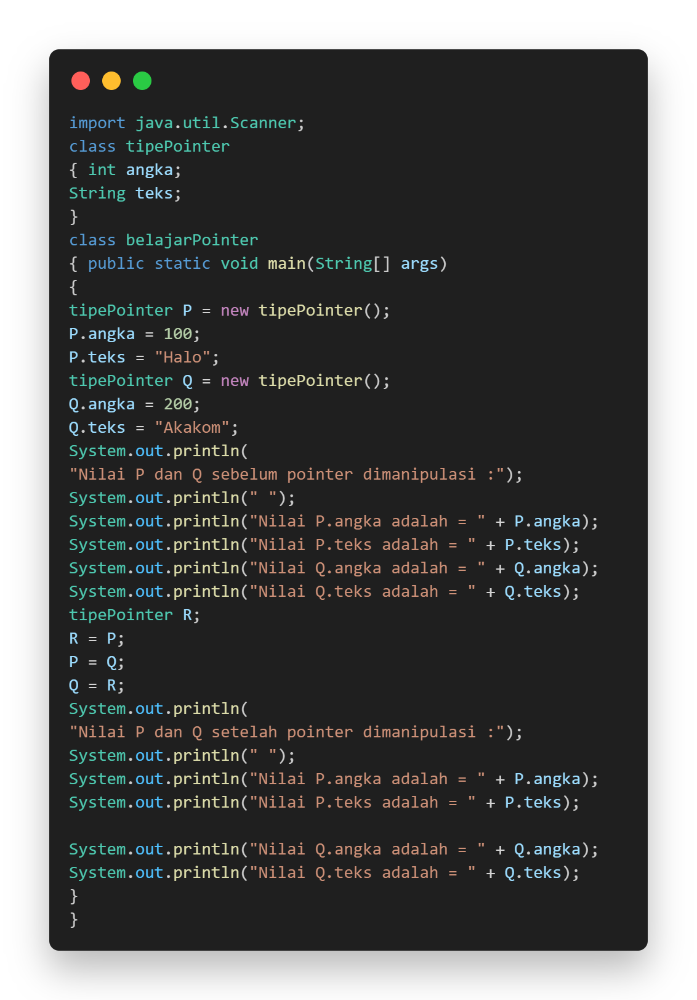 import java.util.Scanner;
class tipePointer
{ int angka;
String teks;
}
class belajarPointer
{ public static void main(String[] args)
{
tipePointer P = new tipePointer();
P.angka = 100;
P.teks = "Halo";
tipePointer Q = new tipePointer();
Q.angka = 200;
Q.teks = "Akakom";
System.out.println(
"Nilai P dan Q sebelum pointer dimanipulasi :");
System.out.println(" ");
System.out.println("Nilai P.angka adalah = " + P.angka);
System.out.println("Nilai P.teks adalah = " + P.teks);
System.out.println("Nilai Q.angka adalah = " + Q.angka);
System.out.println("Nilai Q.teks adalah = " + Q.teks);
tipePointer R;
R = P;
P = Q;
Q = R;
System.out.println(
"Nilai P dan Q setelah pointer dimanipulasi :");
System.out.println(" ");
System.out.println("Nilai P.angka adalah = " + P.angka);
System.out.println("Nilai P.teks adalah = " + P.teks);

System.out.println("Nilai Q.angka adalah = " + Q.angka);
System.out.println("Nilai Q.teks adalah = " + Q.teks);
}
}